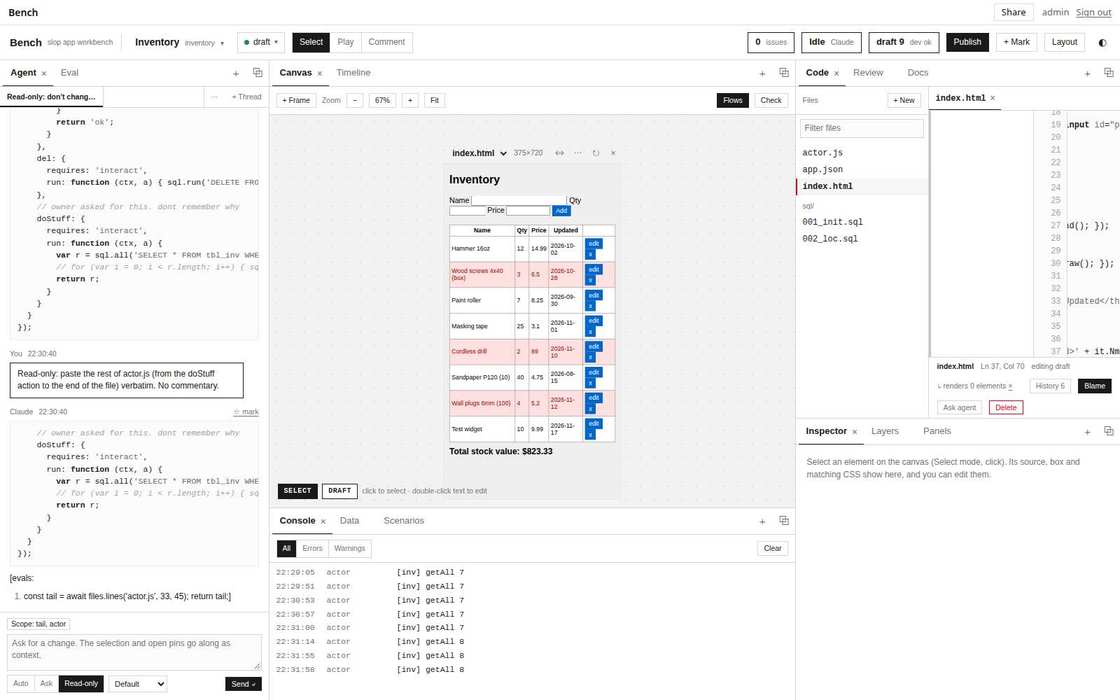 Bench
Share admin Sign out
Bench slop app workbench Inventory inventory draft Select Play Comment 0 issues Idle Claude draft 9 dev ok Publish + Mark Layout
Agent × Eval +
Read-only: don't chang… ··· + Thread
}
return 'ok';
}
},
del: {
requires: 'interact',
run: function (ctx, a) { sql.run('DELETE FRO
},
// owner asked for this. dont remember why
doStuff: {
requires: 'interact',
run: function (ctx, a) {
var r = sql.all('SELECT * FROM tbl_inv WHE
// for (var i = 0; i < r.length; i++) { sq
return r;
}
}
}
});
You 22:30:40
Read-only: paste the rest of actor.js (from the doStuff
action to the end of the file) verbatim. No commentary.
Claude 22:30:40 ☆ mark
// owner asked for this. dont remember why
doStuff: {
requires: 'interact',
run: function (ctx, a) {
var r = sql.all('SELECT * FROM tbl_inv WHE
// for (var i = 0; i < r.length; i++) { sq
return r;
}
}
}
});
[evals:
1. const tail = await files.lines('actor.js', 33, 45); return tail;]
Scope: tail, actor
Ask for a change. The selection and open pins go along as
context.
Auto Ask Read-only Default Send
Canvas × Timeline +
+ Frame Zoom − 67% + Fit Flows Check
index.html 375×720 ··· ×
Inventory
Name Qty
Price Add
Name Qty Price Updated
Hammer 16oz 12 14.99 2026-10-02 edit x
Wood screws 4x40 (box) 3 6.5 2026-10-28 edit x
Paint roller 7 8.25 2026-09-30 edit x
Masking tape 25 3.1 2026-11-01 edit x
Cordless drill 2 89 2026-11-10 edit x
Sandpaper P120 (10) 40 4.75 2026-08-15 edit x
Wall plugs 6mm (100) 4 5.2 2026-11-12 edit x
Test widget 10 9.99 2026-11-17 edit x
Total stock value: $823.33
SELECT DRAFT click to select · double-click text to edit
Console × Data Scenarios +
All Errors Warnings Clear
22:29:05 actor [inv] getAll 7
22:29:51 actor [inv] getAll 7
22:30:53 actor [inv] getAll 7
22:30:57 actor [inv] getAll 7
22:31:00 actor [inv] getAll 7
22:31:14 actor [inv] getAll 8
22:31:55 actor [inv] getAll 8
22:31:58 actor [inv] getAll 8
Code × Review Docs +
Files + New
Filter files
actor.js
app.json
index.html
sql/
001_init.sql
002_loc.sql
index.html ×
18
19 input id="p
20
21
22
23
24
25
26
27 ad(); });
28
29
30 raw(); });
31
32
33 Updated</th
34
35
36
37 d>' + it.Nm
index.html Ln 37, Col 70 editing draft
↳ renders 0 elements × History 6 Blame
Ask agent Delete
Inspector × Layers Panels +
Select an element on the canvas (Select mode, click). Its source, box and
matching CSS show here, and you can edit them.